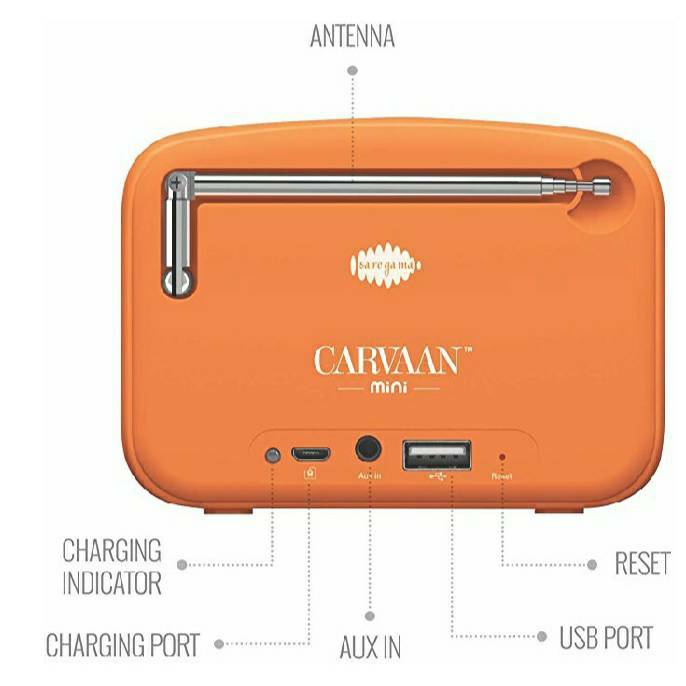 ANTENNA
saregama
CARVAAN™
mini
Aux in
Reset
CHARGING
INDICATOR
RESET
CHARGING PORT
AUX IN
USB PORT